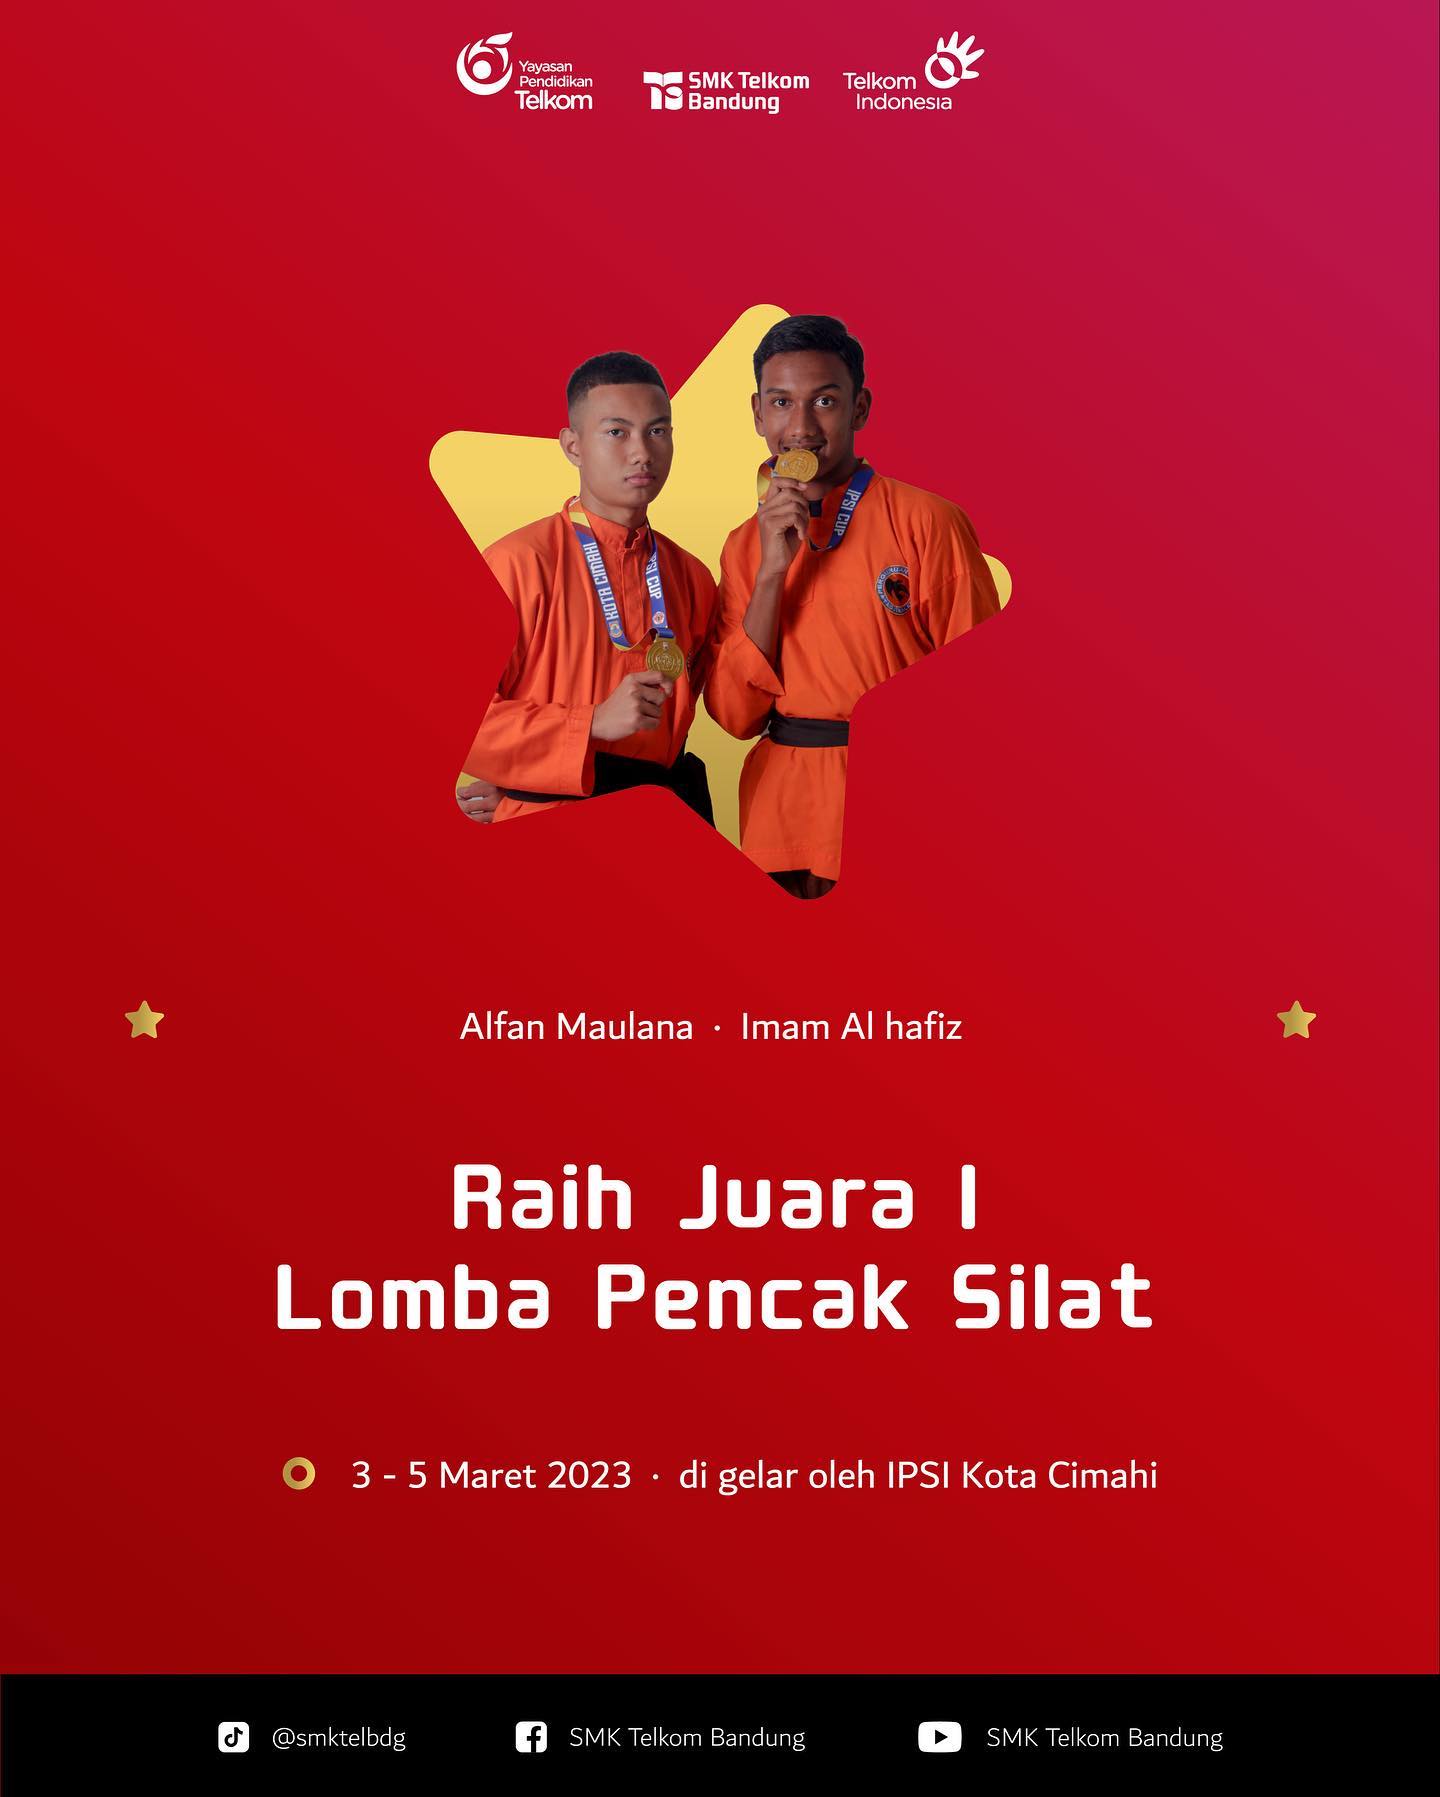 Yayasan
Pendidikan
Telkom
SMK Telkom
Bandung
Telkom
Indonesia
KOTA CIMAHI
IPSI CUP
IPSI CUP
Alfan Maulana · Imam Al hafiz
Raih Juara 1
Lomba Pencak Silat
3 - 5 Maret 2023 · di gelar oleh IPSI Kota Cimahi
@smktelbdg
SMK Telkom Bandung
SMK Telkom Bandung